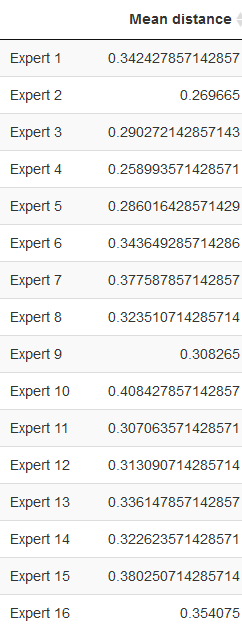 Mean distance
Expert 1 0.342427857142857
Expert 2 0.269665
Expert 3 0.290272142857143
Expert 4 0.258993571428571
Expert 5 0.286016428571429
Expert 6 0.343649285714286
Expert 7 0.377587857142857
Expert 8 0.323510714285714
Expert 9 0.308265
Expert 10 0.408427857142857
Expert 11 0.307063571428571
Expert 12 0.313090714285714
Expert 13 0.336147857142857
Expert 14 0.322623571428571
Expert 15 0.380250714285714
Expert 16 0.354075